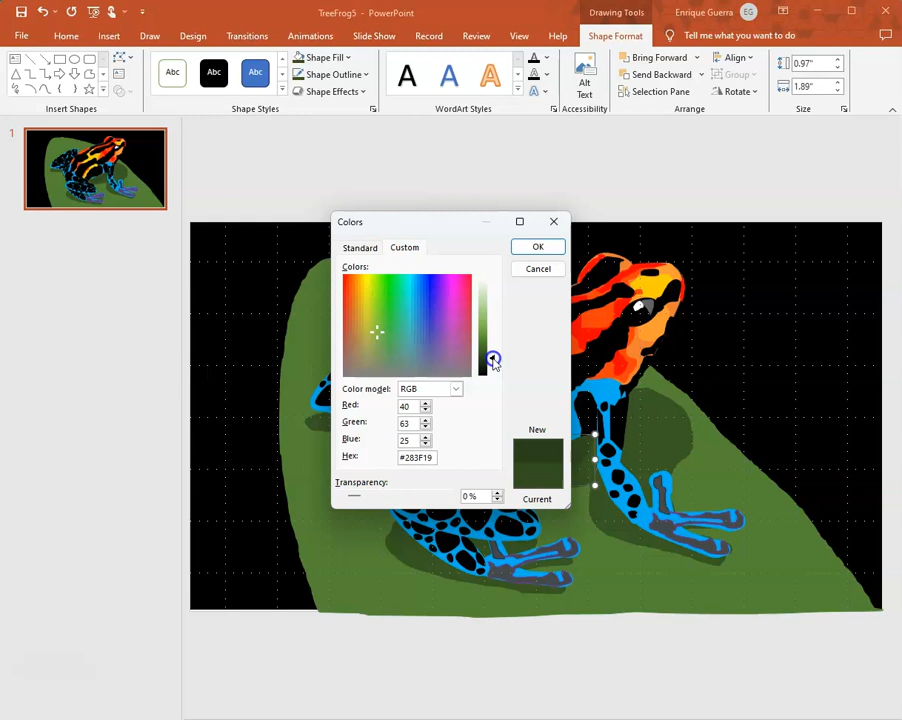 TreeFrog5 - PowerPoint
Drawing Tools
Enrique Guerra EG
File Home Insert Draw Design Transitions Animations Slide Show Record Review View Help Shape Format Tell me what you want to do
Abc Abc Abc
Shape Fill
Shape Outline
Shape Effects
A A A
A
A
Alt
Text
Bring Forward
Send Backward
Selection Pane
Align
Group
Rotate
0.97"
1.89"
Insert Shapes Shape Styles WordArt Styles Accessibility Arrange Size
1
Colors
Standard Custom
OK
Cancel
Colors:
Color model: RGB
Red: 40
Green: 63
Blue: 25
Hex: #283F19
New
Current
Transparency:
0 %